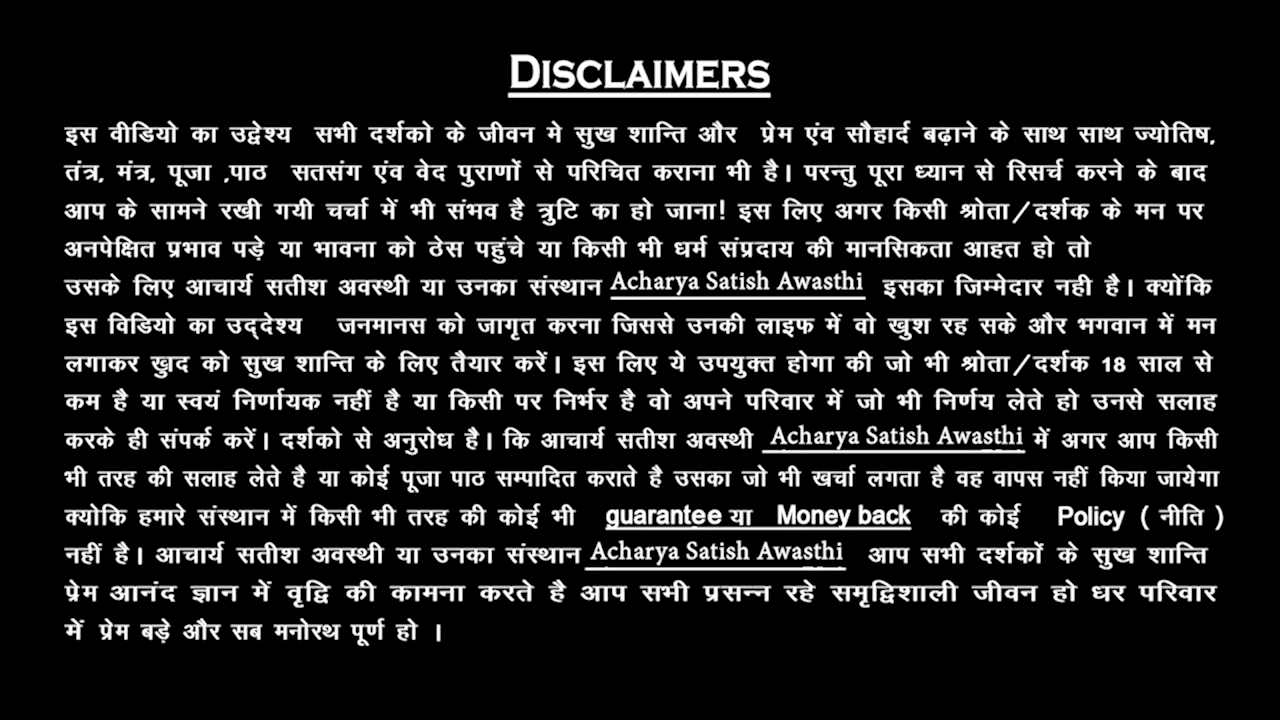 DISCLAIMERS
इस वीडियो का उद्वेश्य सभी दर्शको के जीवन मे सुख शान्ति और प्रेम एंव सौहार्द बढ़ाने के साथ साथ ज्योतिष,
तंत्र, मंत्र, पूजा ,पाठ सतसंग एंव वेद पुराणों से परिचित कराना भी है। परन्तु पूरा ध्यान से रिसर्च करने के बाद
आप के सामने रखी गयी चर्चा में भी संभव है त्रुटि का हो जाना! इस लिए अगर किसी श्रोता/दर्शक के मन पर
अनपेक्षित प्रभाव पड़े या भावना को ठेस पहुंचे या किसी भी धर्म संप्रदाय की मानसिकता आहत हो तो
उसके लिए आचार्य सतीश अवस्थी या उनका संस्थान Acharya Satish Awasthi इसका जिम्मेदार नही है। क्योंकि
इस विडियो का उद्देश्य जनमानस को जागृत करना जिससे उनकी लाइफ में वो खुश रह सके और भगवान में मन
लगाकर खुद को सुख शान्ति के लिए तैयार करें। इस लिए ये उपयुक्त होगा की जो भी श्रोता/दर्शक 18 साल से
कम है या स्वयं निर्णायक नहीं है या किसी पर निर्भर है वो अपने परिवार में जो भी निर्णय लेते हो उनसे सलाह
करके ही संपर्क करें। दर्शको से अनुरोध है। कि आचार्य सतीश अवस्थी Acharya Satish Awasthi में अगर आप किसी
भी तरह की सलाह लेते है या कोई पूजा पाठ सम्पादित कराते है उसका जो भी खर्चा लगता है वह वापस नहीं किया जायेगा
क्योकि हमारे संस्थान में किसी भी तरह की कोई भी guarantee या Money back की कोई Policy ( नीति )
नहीं है। आचार्य सतीश अवस्थी या उनका संस्थान Acharya Satish Awasthi आप सभी दर्शकों के सुख शान्ति
प्रेम आनंद ज्ञान में वृद्वि की कामना करते है आप सभी प्रसन्न रहे समृद्विशाली जीवन हो धर परिवार
में प्रेम बड़े और सब मनोरथ पूर्ण हो ।